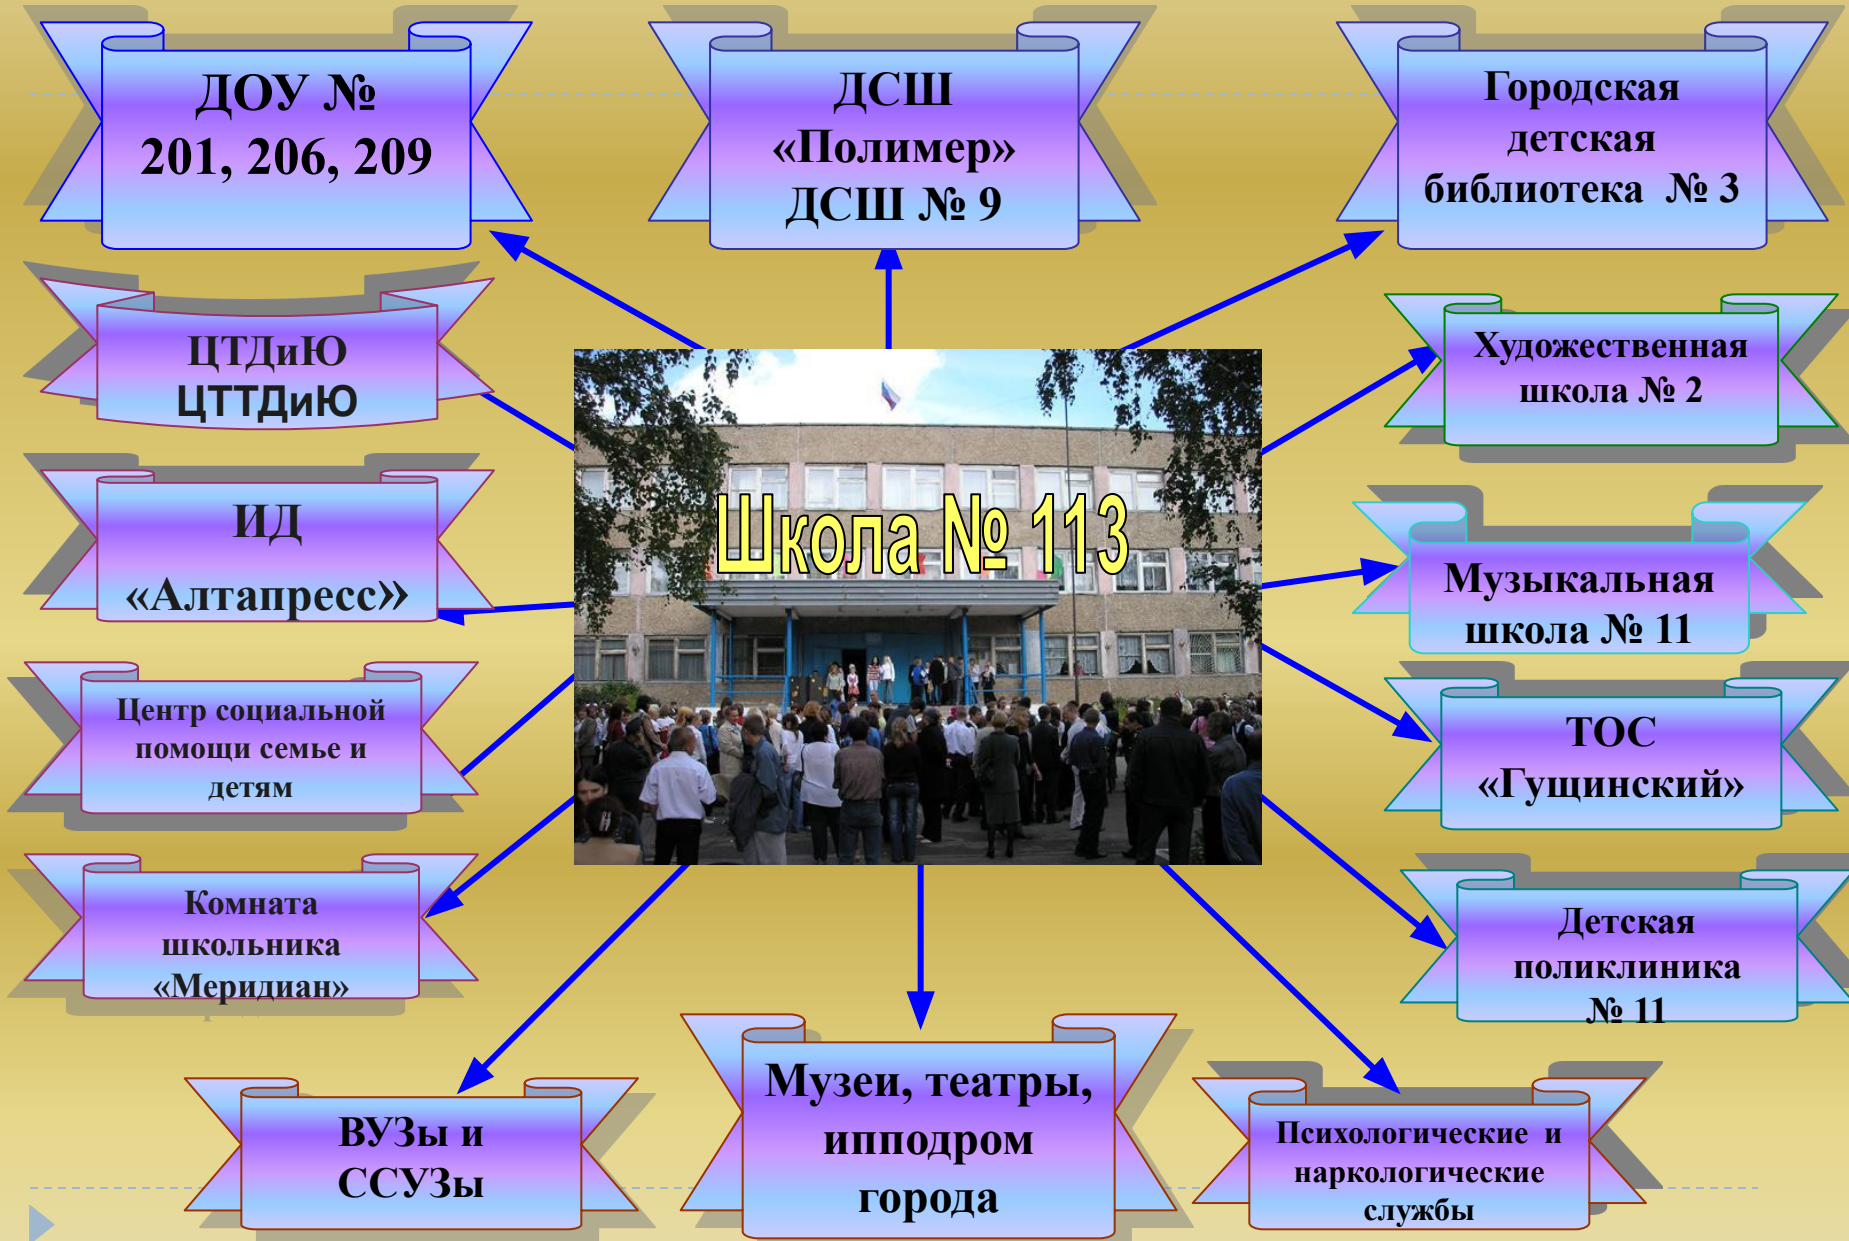 ДОУ №
201, 206, 209
ДСШ
«Полимер»
ДСШ № 9
Городская
детская
библиотека № 3
ЦТДиЮ
ЦТТДиЮ
Художественная
школа № 2
ИД
«Алтапресс»
Школа № 113
Музыкальная
школа № 11
Центр социальной
помощи семье и
детям
ТОС
«Гущинский»
Комната
школьника
«Меридиан»
Детская
поликлиника
№ 11
ВУЗы и
ССУЗы
Музеи, театры,
ипподром
города
Психологические и
наркологические
службы